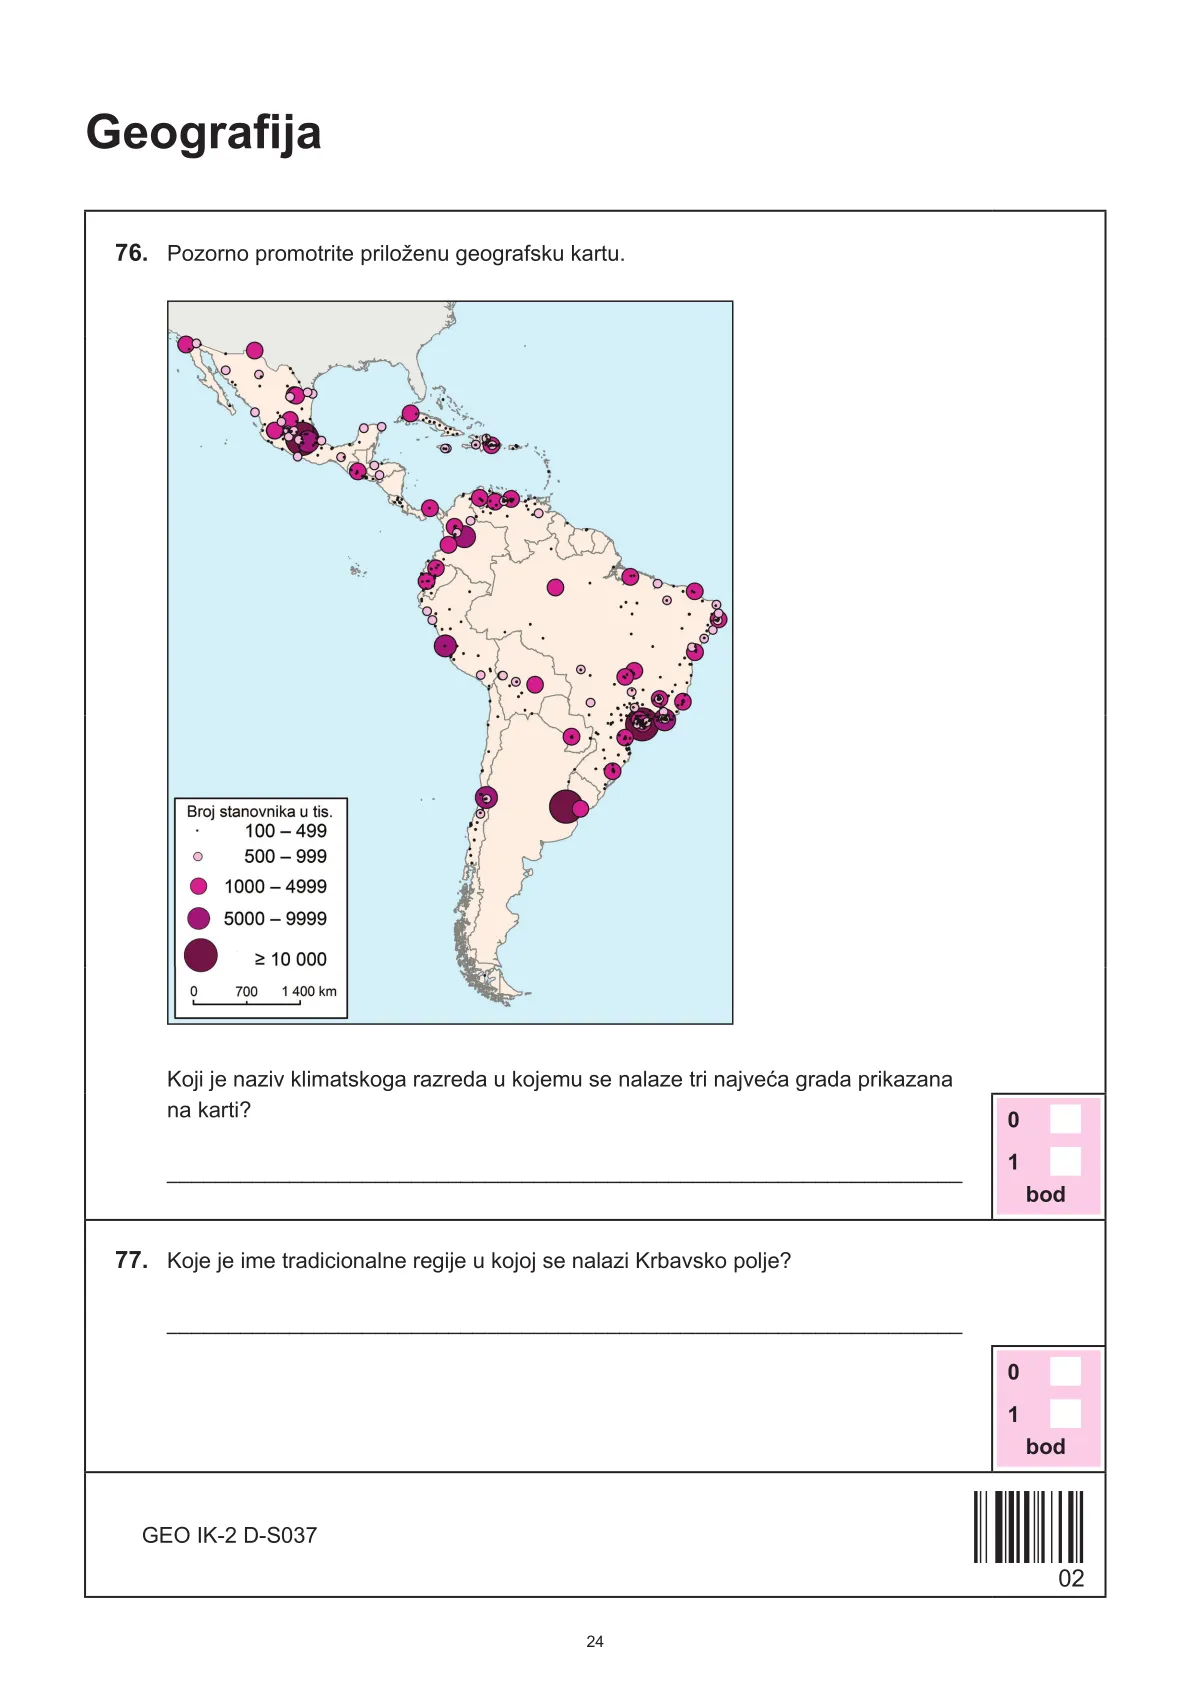 Geografija
76. Pozorno promotrite priloženu geografsku kartu.
Broj stanovnika u tis.
100 – 499
500 – 999
1000 – 4999
5000 – 9999
≥ 10 000
0 700 1 400 km
Koji je naziv klimatskoga razreda u kojemu se nalaze tri najveća grada prikazana
na karti?
0
1
bod
77. Koje je ime tradicionalne regije u kojoj se nalazi Krbavsko polje?
0
1
bod
GEO IK-2 D-S037
02
24